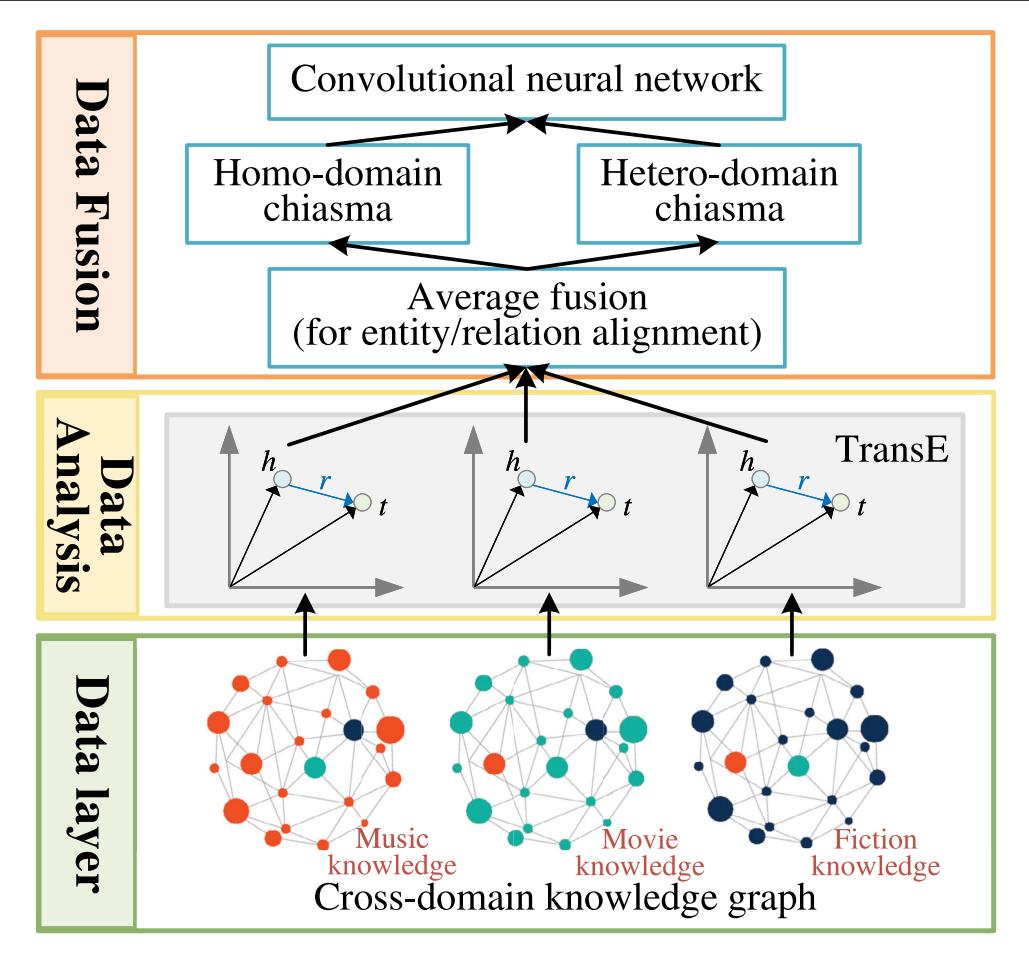 Data Fusion
Convolutional neural network
Homo-domain
chiasma
Hetero-domain
chiasma
Average fusion
(for entity/relation alignment)
Data
Analysis
TransE
h
r
t
h
r
t
h
r
t
Data layer
Music
knowledge
Movie
knowledge
Fiction
knowledge
Cross-domain knowledge graph